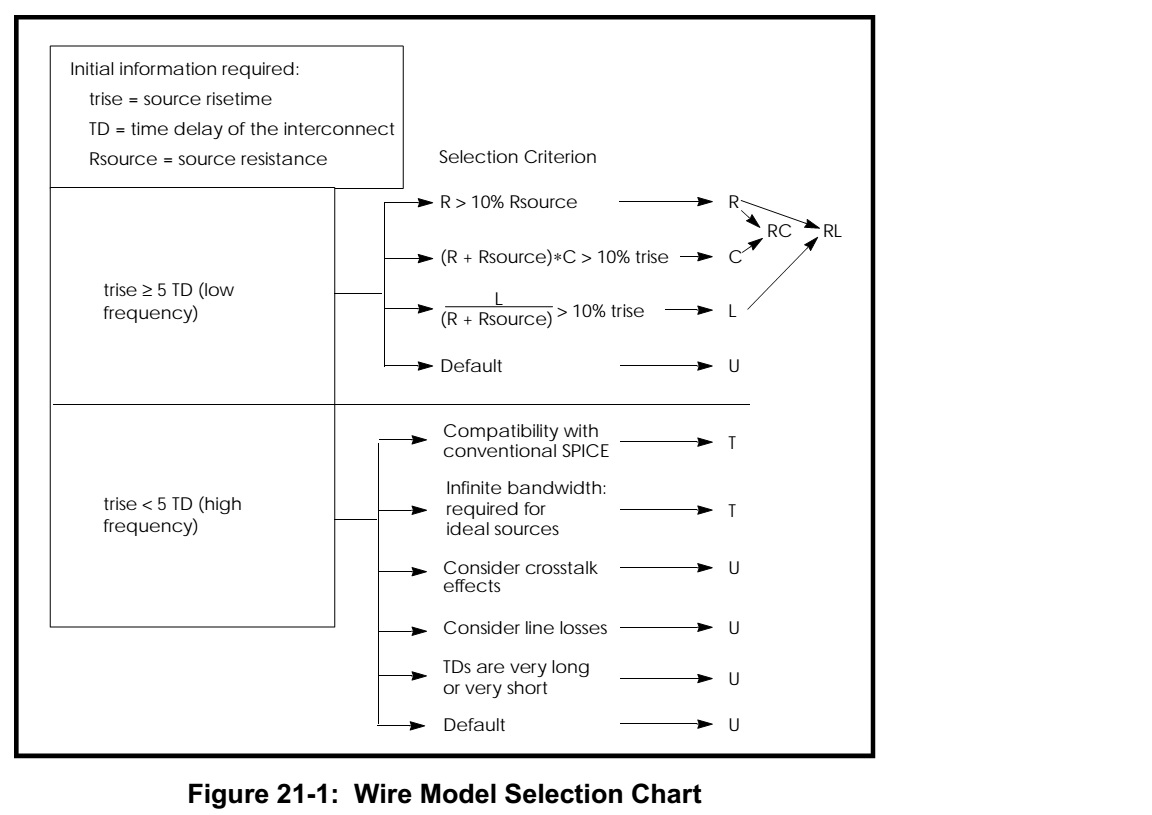 Initial information required:
trise = source risetime
TD = time delay of the interconnect
Rsource = source resistance
Selection Criterion
trise ≥ 5 TD (low
frequency)
R > 10% Rsource
R
RC
RL
(R + Rsource)∗C > 10% trise
C
L
(R + Rsource)
> 10% trise
L
Default
U
trise < 5 TD (high
frequency)
Compatibility with
conventional SPICE
T
Infinite bandwidth:
required for
ideal sources
T
Consider crosstalk
effects
U
Consider line losses
U
TDs are very long
or very short
U
Default
U
Figure 21-1: Wire Model Selection Chart